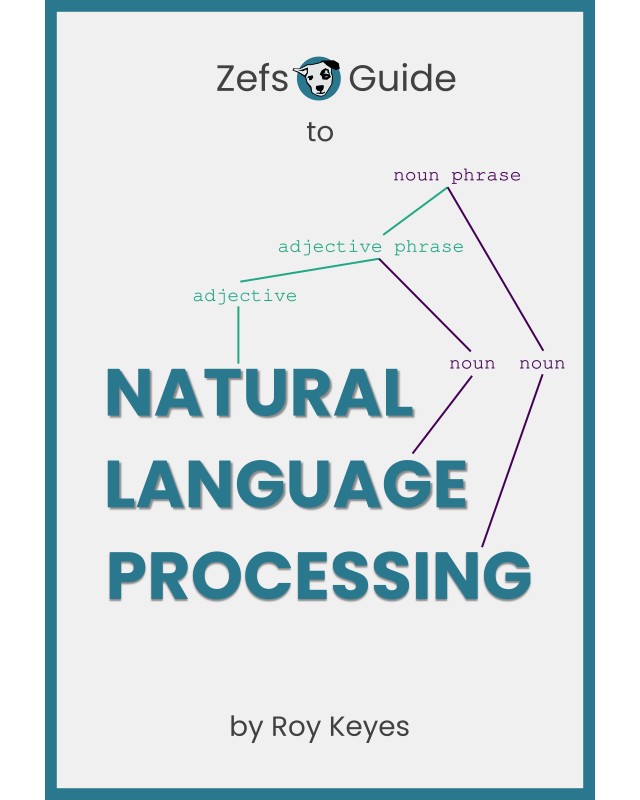 Zefs Guide
to
noun phrase
adjective phrase
adjective
noun noun
NATURAL
LANGUAGE
PROCESSING
by Roy Keyes